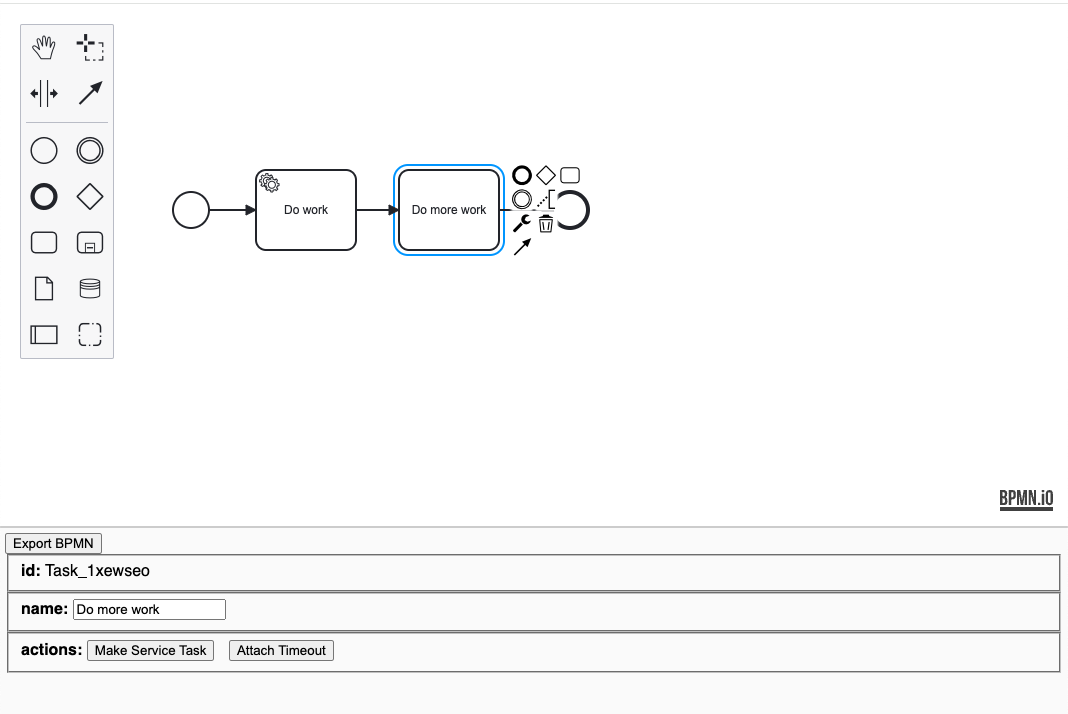 Do work
Do more work
BPMN.iO
Export BPMN
id: Task_1xewseo
name: Do more work
actions: Make Service Task Attach Timeout